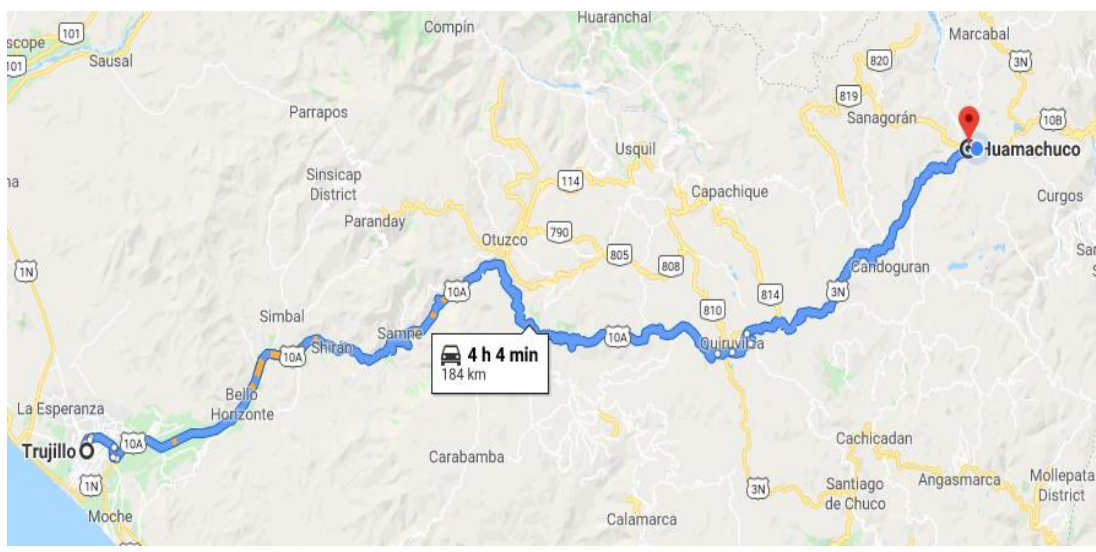 Compín
Huaranchal
Marcabal
101
820
3N
scope
101
Sausal
819
Sanagorán
10B
Parrapos
Huamachuco
Usquil
Sinsicap
District
114
Capachique
Curgos
Paranday
Otuzco
790
805
808
1N
10A
Candoguran
814
3N
Simbal
810
10A
Samne
10A
Shiran
4 h 4 min
184 km
Bello
Horizonte
La Esperanza
10A
Trujillo
Cachicadan
Carabamba
1N
3N
Angasmarca
Mollepata
District
Santiago
de Chuco
Moche
Calamarca